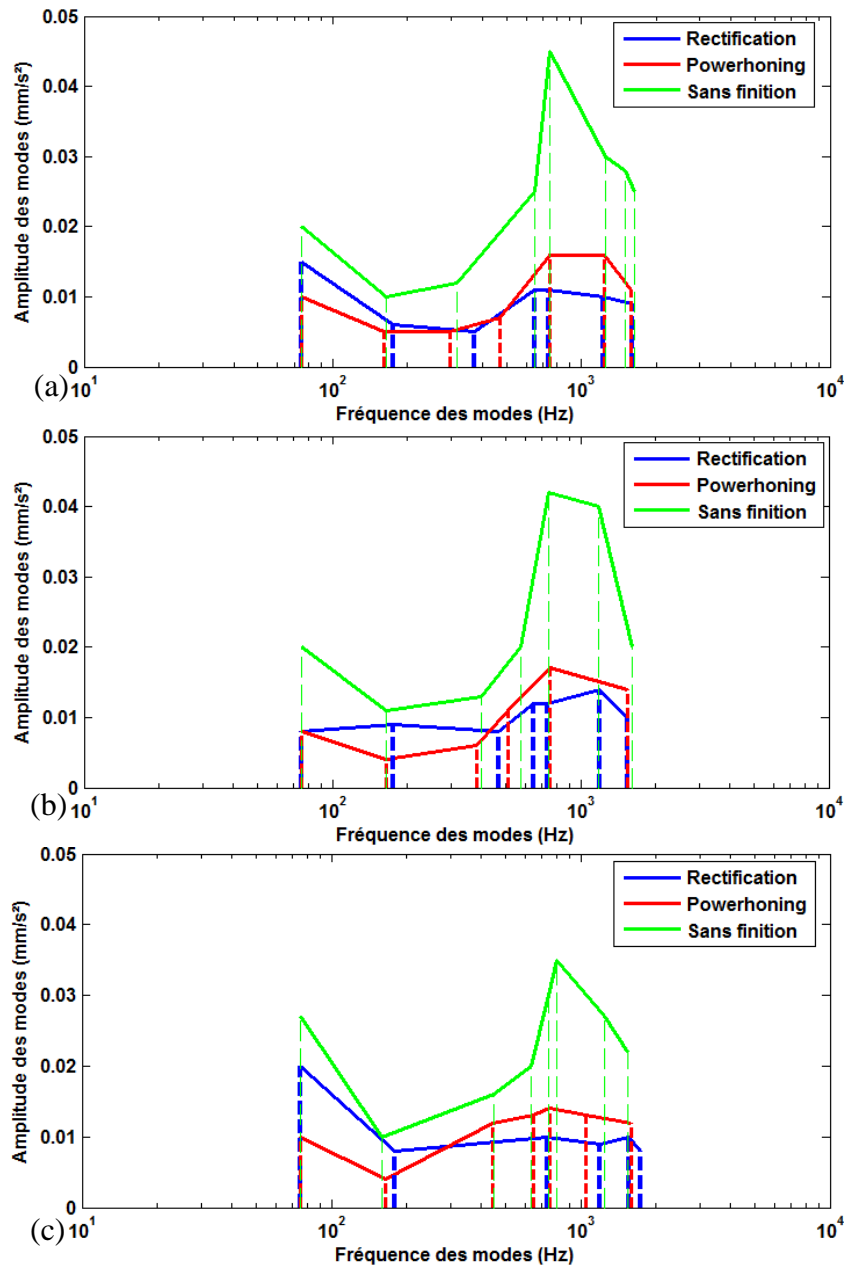 0.05
0.04
0.03
0.02
0.01
0
Amplitude des modes (mm/s²)
Rectification
Powerhoning
Sans finition
(a)
10¹
10²
10³
10⁴
Fréquence des modes (Hz)
0.05
0.04
0.03
0.02
0.01
0
Amplitude des modes (mm/s²)
Rectification
Powerhoning
Sans finition
(b)
10¹
10²
10³
10⁴
Fréquence des modes (Hz)
0.05
0.04
0.03
0.02
0.01
0
Amplitude des modes (mm/s²)
Rectification
Powerhoning
Sans finition
(c)
10¹
10²
10³
10⁴
Fréquence des modes (Hz)